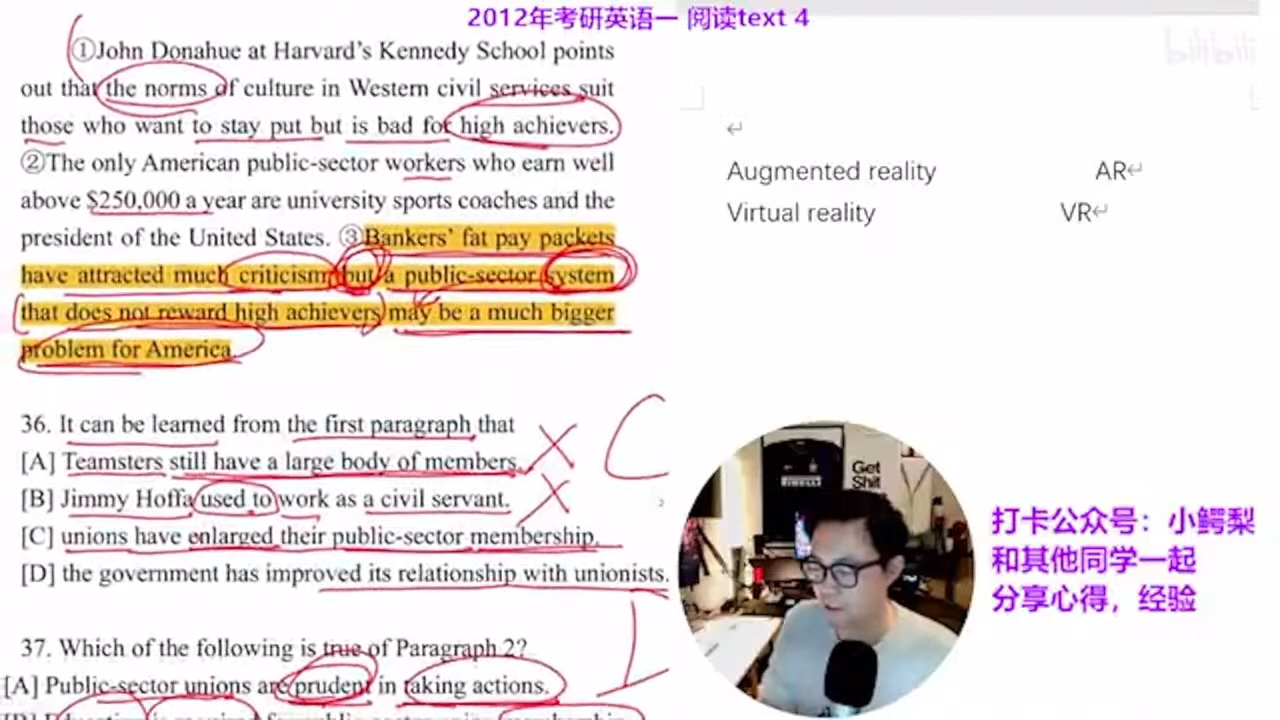 2012年考研英语一 阅读text 4
①John Donahue at Harvard's Kennedy School points
out that the norms of culture in Western civil services suit
those who want to stay put but is bad for high achievers.
②The only American public-sector workers who earn well
above $250,000 a year are university sports coaches and the
president of the United States. ③Bankers' fat pay packets
have attracted much criticism but a public-sector system
that does not reward high achievers may be a much bigger
problem for America.
36. It can be learned from the first paragraph that
[A] Teamsters still have a large body of members.
[B] Jimmy Hoffa used to work as a civil servant.
[C] unions have enlarged their public-sector membership.
[D] the government has improved its relationship with unionists.
37. Which of the following is true of Paragraph 2?
[A] Public-sector unions are prudent in taking actions.
C
bilibili
Augmented reality AR
Virtual reality VR
Get
Shit
PIRELLI
打卡公众号：小鳄梨
和其他同学一起
分享心得，经验